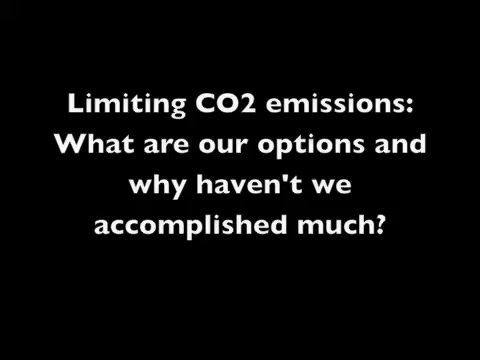 Limiting CO2 emissions:
What are our options and
why haven't we
accomplished much?